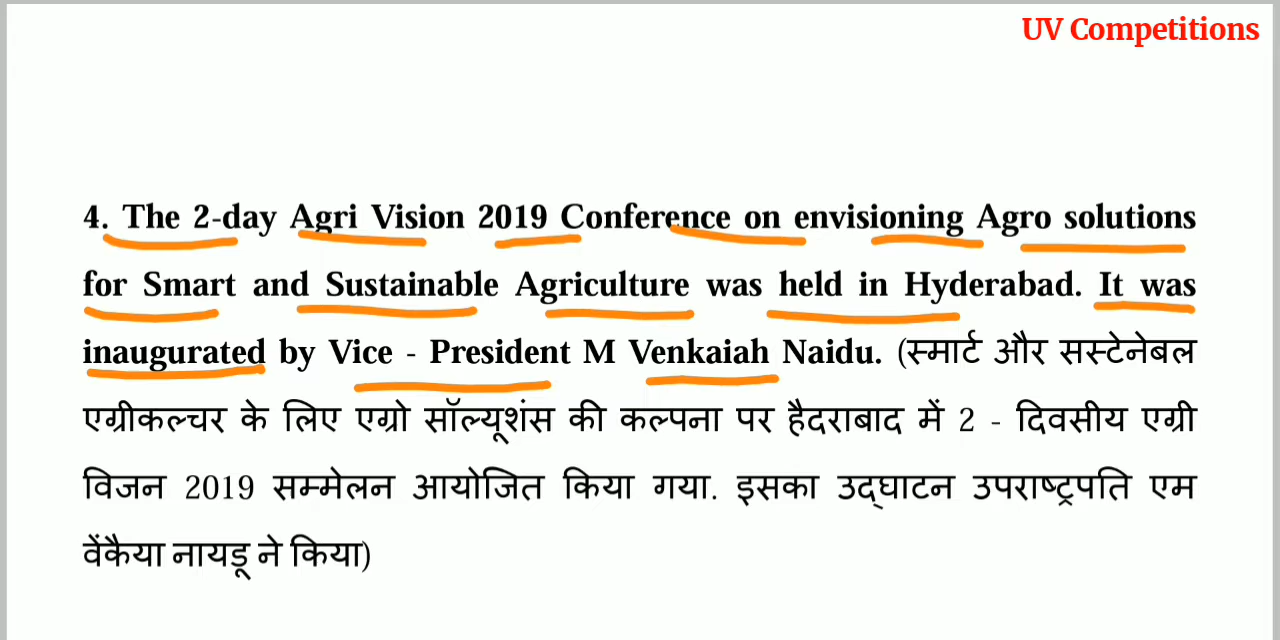 UV Competitions
4. The 2-day Agri Vision 2019 Conference on envisioning Agro solutions
for Smart and Sustainable Agriculture was held in Hyderabad. It was
inaugurated by Vice - President M Venkaiah Naidu. (स्मार्ट और सस्टेनेबल
एग्रीकल्चर के लिए एग्रो सॉल्यूशंस की कल्पना पर हैदराबाद में 2 - दिवसीय एग्री
विजन 2019 सम्मेलन आयोजित किया गया. इसका उद्घाटन उपराष्ट्रपति एम
वेंकैया नायडू ने किया)